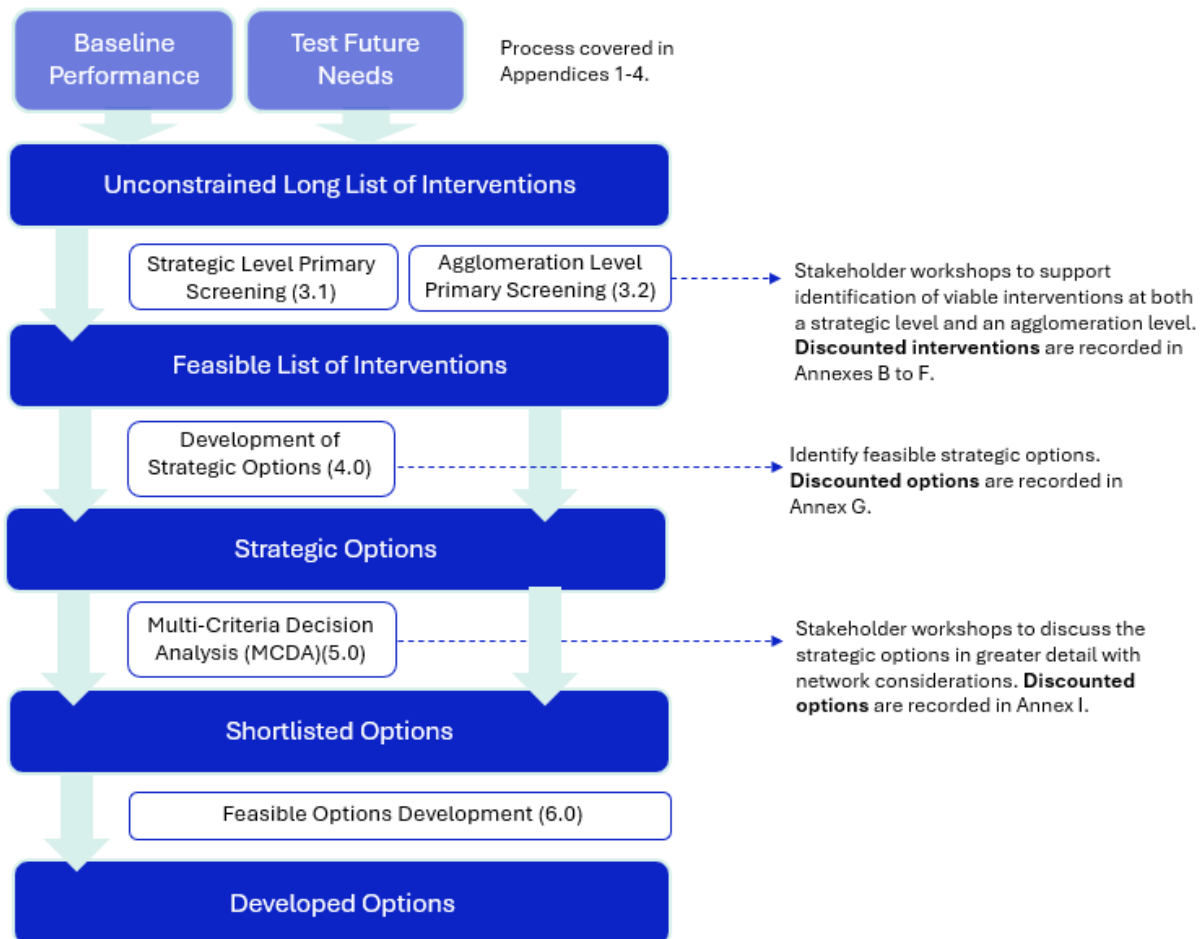 Baseline
Performance
Test Future
Needs
Process covered in
Appendices 1-4.
Unconstrained Long List of Interventions
Strategic Level Primary
Screening (3.1)
Agglomeration Level
Primary Screening (3.2)
Stakeholder workshops to support
identification of viable interventions at both
a strategic level and an agglomeration level.
Discounted interventions are recorded in
Annexes B to F.
Feasible List of Interventions
Development of
Strategic Options (4.0)
Identify feasible strategic options.
Discounted options are recorded in
Annex G.
Strategic Options
Multi-Criteria Decision
Analysis (MCDA)(5.0)
Stakeholder workshops to discuss the
strategic options in greater detail with
network considerations. Discounted
options are recorded in Annex I.
Shortlisted Options
Feasible Options Development (6.0)
Developed Options